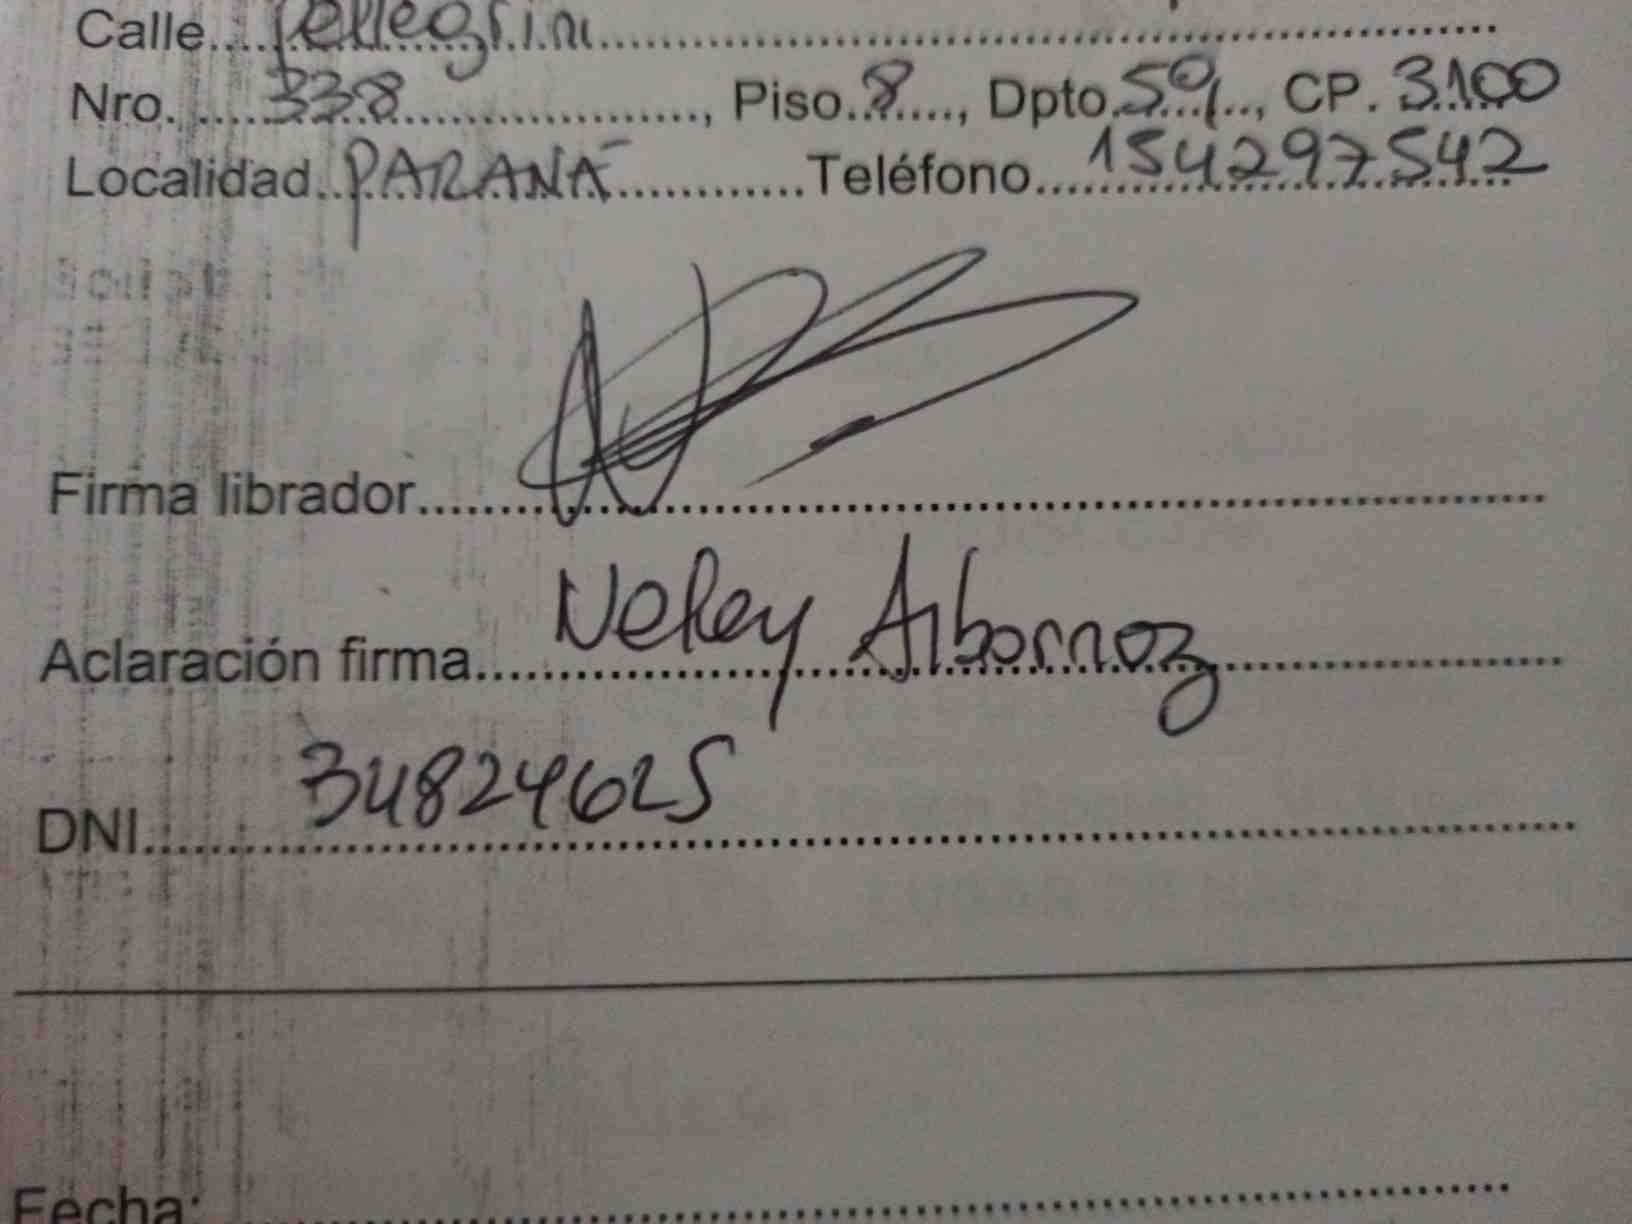 Calle....Pellegrini....
Nro. ....338...., Piso..8...., Dpto.5º1..., CP. 3100
Localidad..PARANÁ....Teléfono....154297542
Firma librador....
Aclaración firma....Neley Albornoz....
DNI....34824625....
Fecha:....